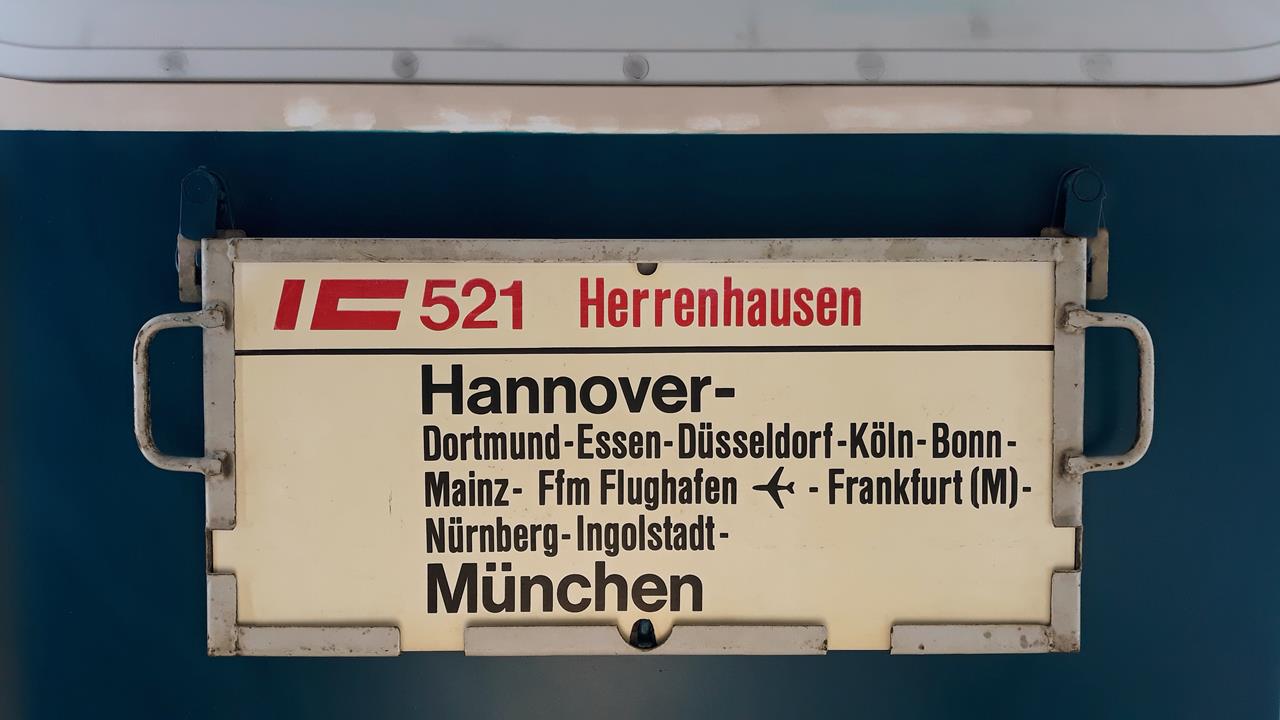 IC 521 Herrenhausen
Hannover-
Dortmund-Essen-Düsseldorf-Köln-Bonn-
Mainz- Ffm Flughafen - Frankfurt (M)-
Nürnberg-Ingolstadt-
München